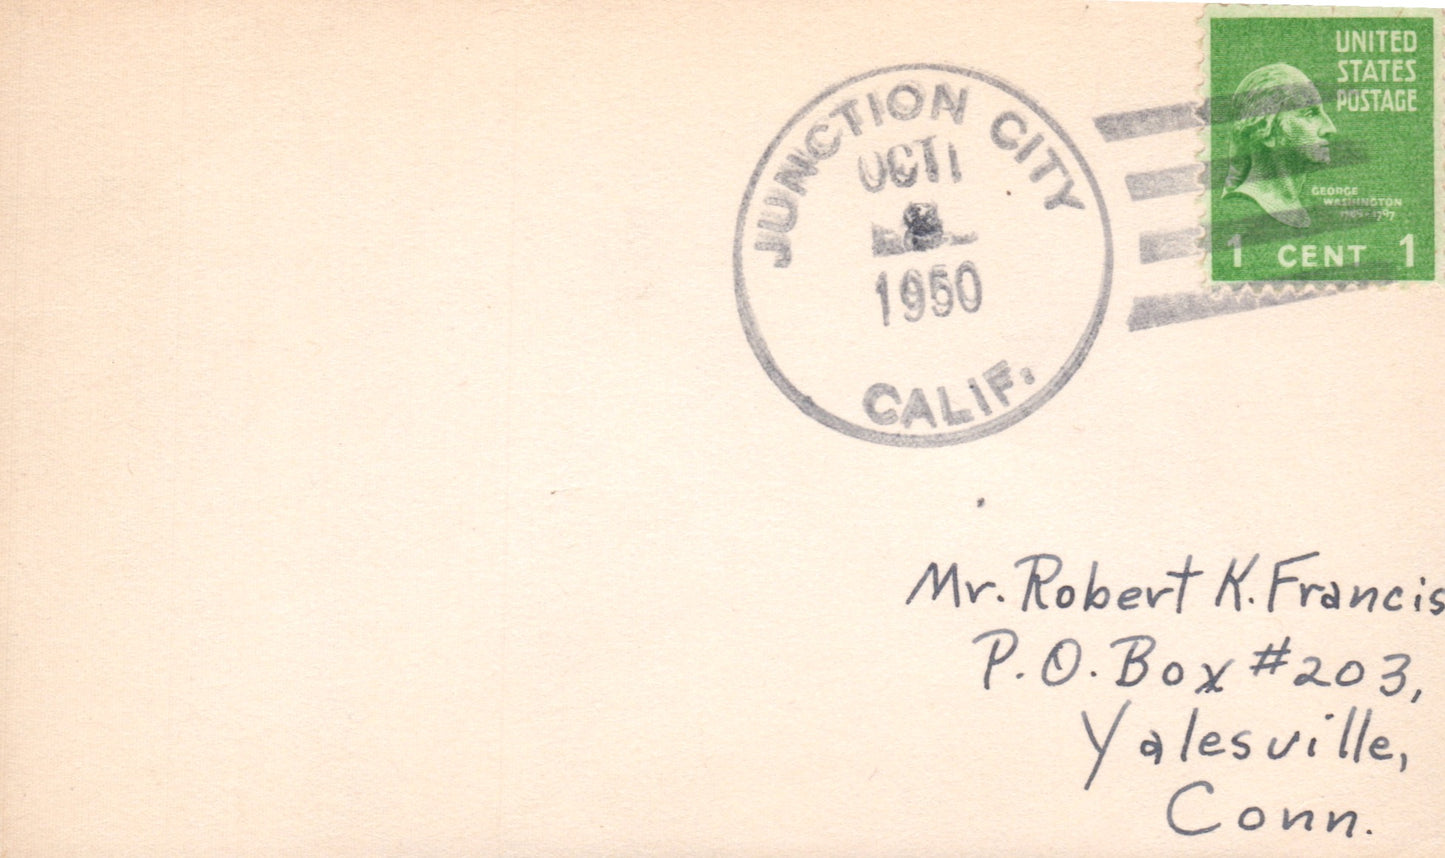 JUNCTION CITY
OCT
1950
CALIF.
UNITED
STATES
POSTAGE
GEORGE
WASHINGTON
1 CENT 1
Mr. Robert K. Francis
P.O. Box #203,
Yalesville,
Conn.